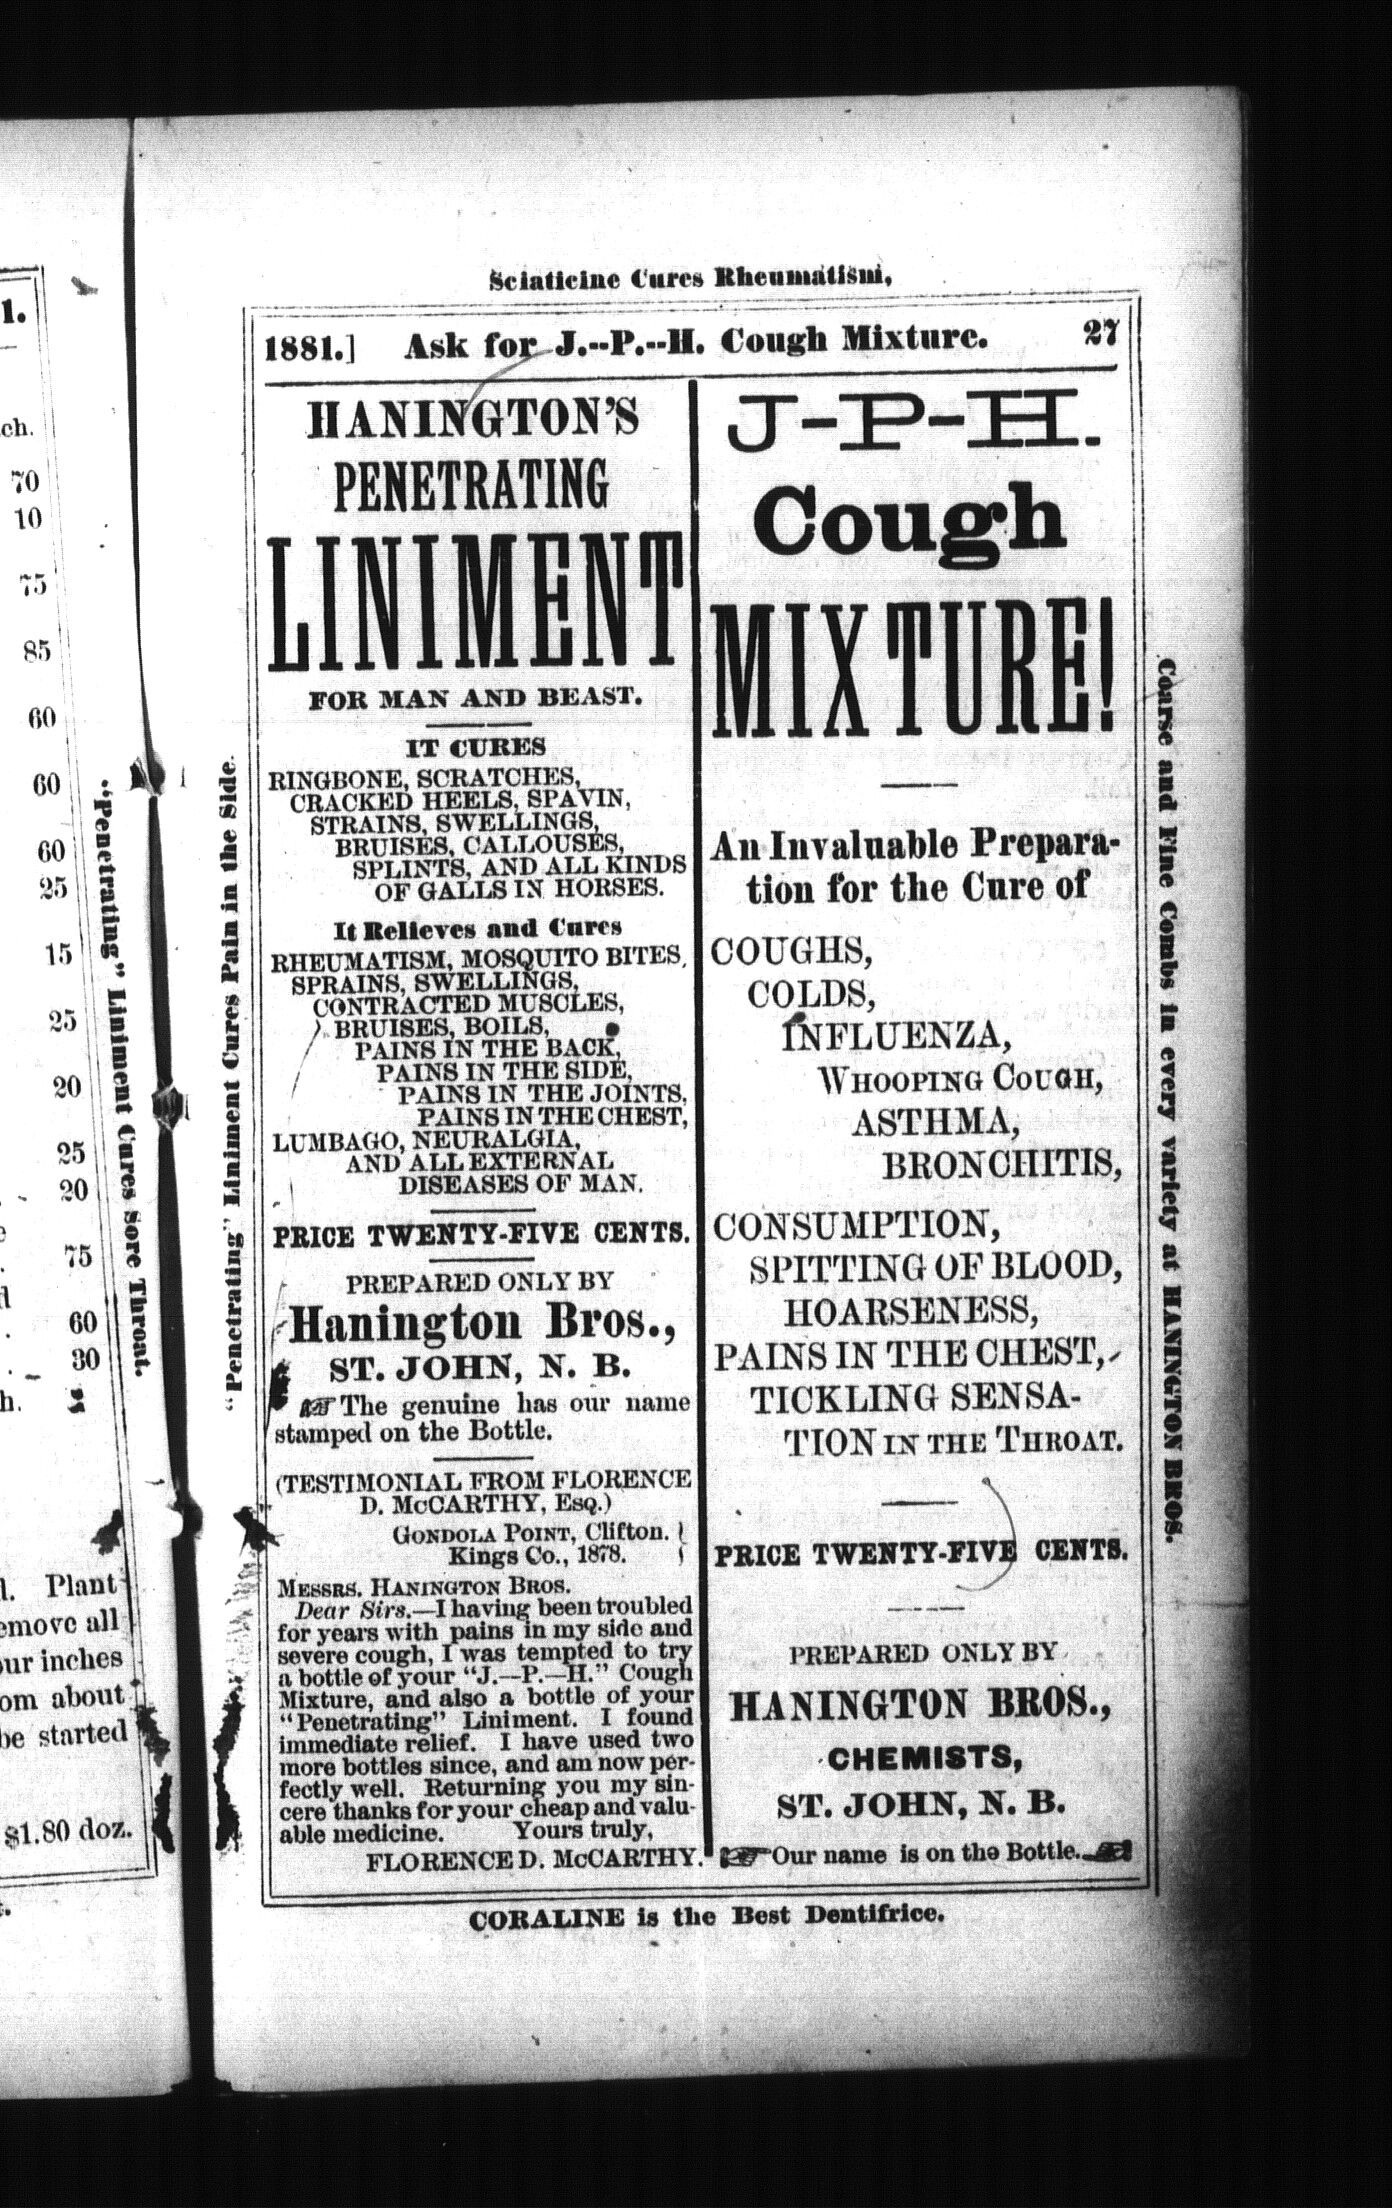 1.
ch.
70
10
75
85
60
60
60
25
15
25
20
25
20
75
60
30
h.
Plant
emove all
our inches
om about
be started
$1.80 doz.
"Penetrating" Liniment Cures Sore Throat.
"Penetrating" Liniment Cures Pain in the Side.
Sciaticine Cures Rheumatism,
1881.] Ask for J.--P.--H. Cough Mixture. 27
HANINGTON'S
PENETRATING
LINIMENT
FOR MAN AND BEAST.
IT CURES
RINGBONE, SCRATCHES,
CRACKED HEELS, SPAVIN,
STRAINS, SWELLINGS,
BRUISES, CALLOUSES,
SPLINTS, AND ALL KINDS
OF GALLS IN HORSES.
It Relieves and Cures
RHEUMATISM, MOSQUITO BITES,
SPRAINS, SWELLINGS,
CONTRACTED MUSCLES,
BRUISES, BOILS,
PAINS IN THE BACK,
PAINS IN THE SIDE,
PAINS IN THE JOINTS,
PAINS IN THE CHEST,
LUMBAGO, NEURALGIA,
AND ALL EXTERNAL
DISEASES OF MAN.
PRICE TWENTY-FIVE CENTS.
PREPARED ONLY BY
Hanington Bros.,
ST. JOHN, N. B.
☞ The genuine has our name
stamped on the Bottle.
(TESTIMONIAL FROM FLORENCE
D. McCARTHY, Esq.)
GONDOLA POINT, Clifton. }
Kings Co., 1878. }
MESSRS. HANINGTON BROS.
Dear Sirs.—I having been troubled
for years with pains in my side and
severe cough, I was tempted to try
a bottle of your "J.—P.—H." Cough
Mixture, and also a bottle of your
"Penetrating" Liniment. I found
immediate relief. I have used two
more bottles since, and am now per-
fectly well. Returning you my sin-
cere thanks for your cheap and valu-
able medicine. Yours truly,
FLORENCE D. McCARTHY.
J-P-H.
Cough
MIXTURE!
An Invaluable Prepara-
tion for the Cure of
COUGHS,
COLDS,
INFLUENZA,
WHOOPING COUGH,
ASTHMA,
BRONCHITIS,
CONSUMPTION,
SPITTING OF BLOOD,
HOARSENESS,
PAINS IN THE CHEST,
TICKLING SENSA-
TION IN THE THROAT.
PRICE TWENTY-FIVE CENTS.
PREPARED ONLY BY
HANINGTON BROS.,
CHEMISTS,
ST. JOHN, N. B.
☞ Our name is on the Bottle. ☜
Coarse and Fine Combs in every variety at HANINGTON BROS.
CORALINE is the Best Dentifrice.